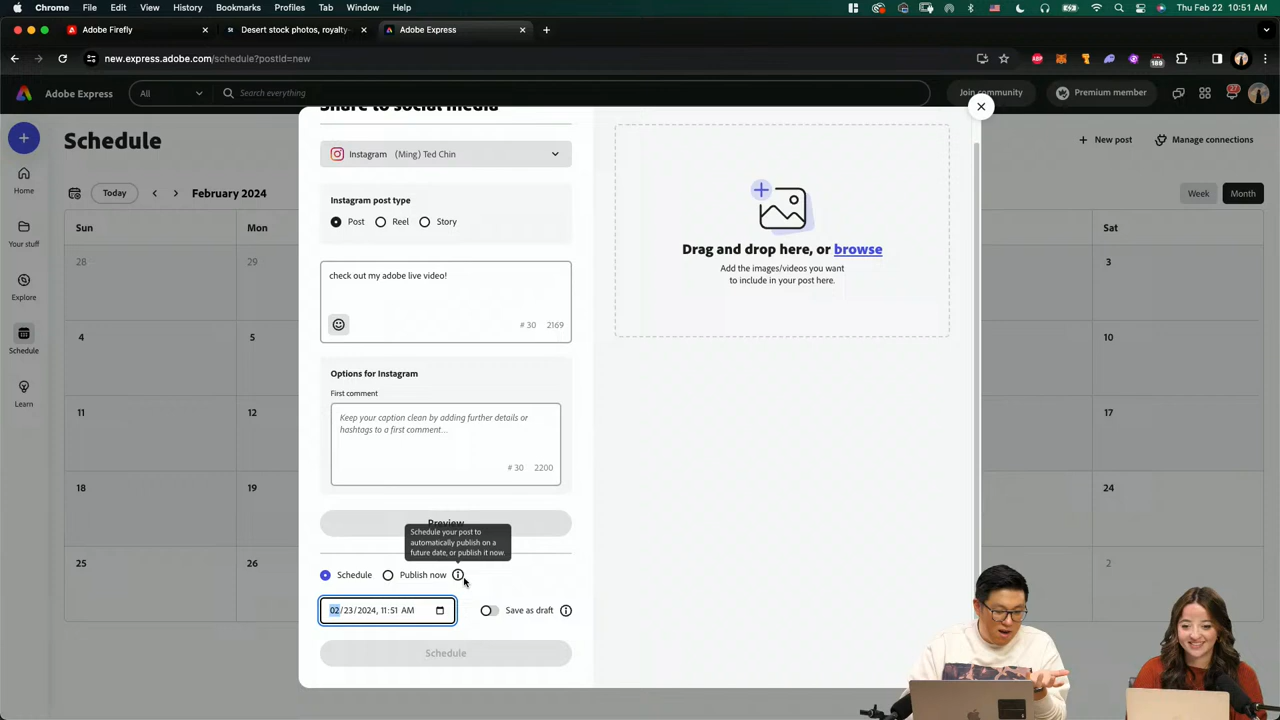 Chrome File Edit View History Bookmarks Profiles Tab Window Help
Thu Feb 22 10:51 AM
Adobe Firefly
Desert stock photos, royalty-
Adobe Express
new.express.adobe.com/schedule?postId=new
189
Adobe Express
All
Search everything
Join community
Premium member
Share to social media
Schedule
New post
Manage connections
Home
Your stuff
Explore
Schedule
Learn
Today
February 2024
Week
Month
Sun
Mon
Sat
28
29
3
4
5
10
11
12
17
18
19
24
25
26
2
Instagram (Ming) Ted Chin
Instagram post type
Post
Reel
Story
check out my adobe live video!
# 30 2169
Options for Instagram
First comment
Keep your caption clean by adding further details or
hashtags to a first comment...
# 30 2200
Preview
Schedule your post to
automatically publish on a
future date, or publish it now.
Schedule
Publish now
02/23/2024, 11:51 AM
Save as draft
Schedule
Drag and drop here, or browse
Add the images/videos you want
to include in your post here.